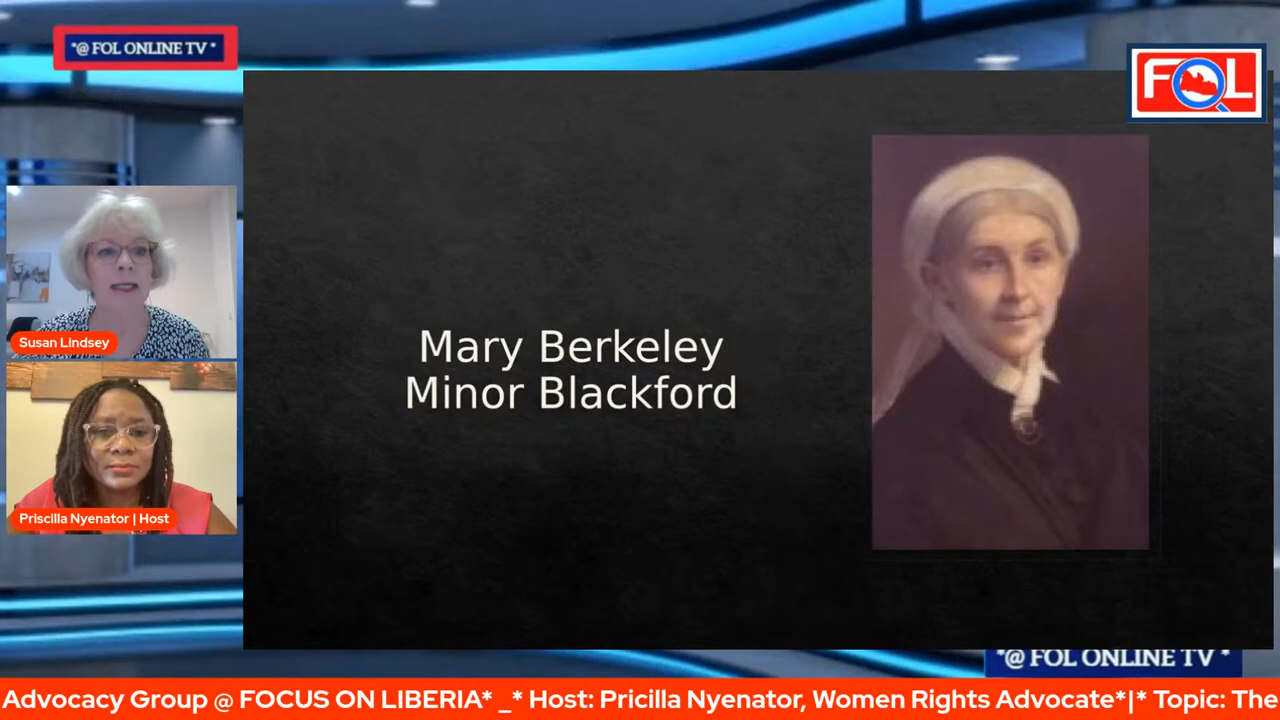 *@ FOL ONLINE TV *
FOL
Mary Berkeley
Minor Blackford
Susan Lindsey
Priscilla Nyenator | Host
*@ FOL ONLINE TV *
Advocacy Group @ FOCUS ON LIBERIA* _* Host: Pricilla Nyenator, Women Rights Advocate*|* Topic: The